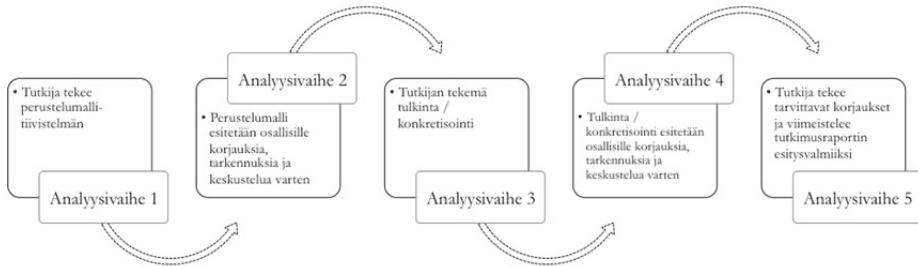 • Tutkija tekee
perustelumalli-
tiivistelmän
Analyysivaihe 1
Analyysivaihe 2
• Perustelumalli
esitetään osallisille
korjauksia,
tarkennuksia ja
keskustelua varten
• Tutkijan tekemä
tulkinta /
konkretisointi
Analyysivaihe 3
Analyysivaihe 4
• Tulkinta /
konkretisointi esitetään
osallisille korjauksia,
tarkennuksia ja
keskustelua varten
• Tutkija tekee
tarvittavat korjaukset
ja viimeistelee
tutkimusraportin
esitysvalmiiksi
Analyysivaihe 5